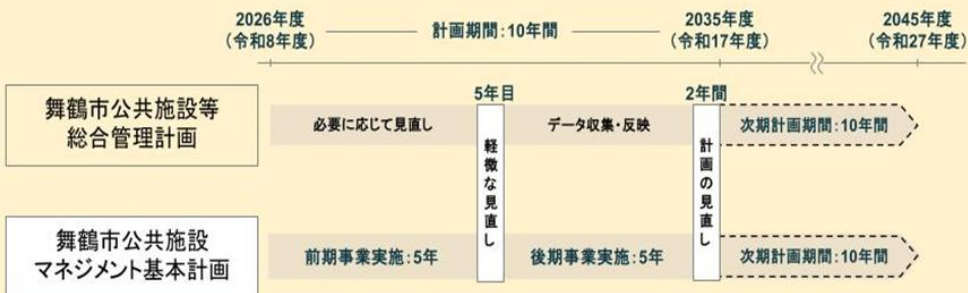 2026年度
(令和8年度)
計画期間:10年間
2035年度
(令和17年度)
2045年度
(令和27年度)
舞鶴市公共施設等
総合管理計画
必要に応じて見直し
5年目
データ収集・反映
2年間
次期計画期間:10年間
軽微な見直し
計画の見直し
舞鶴市公共施設
マネジメント基本計画
前期事業実施:5年
後期事業実施:5年
次期計画期間:10年間